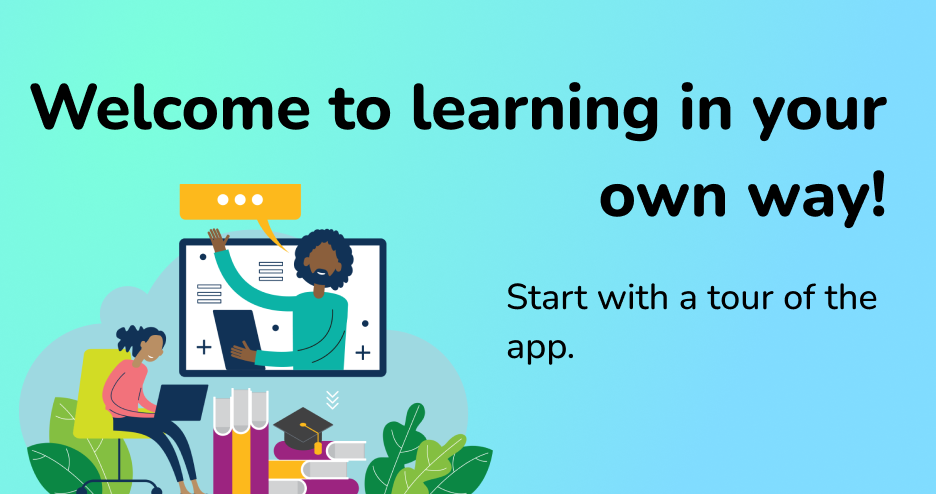 Welcome to learning in your
own way!
Start with a tour of the
app.